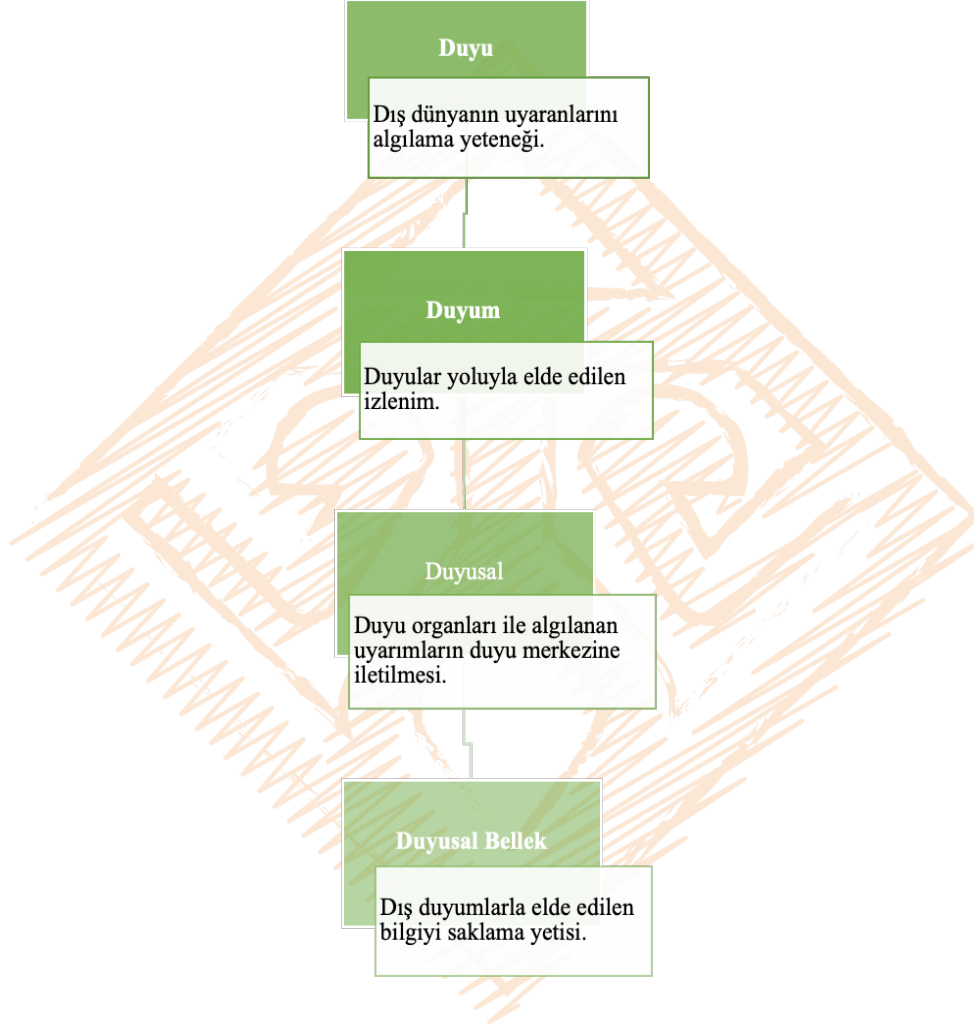 Duyu
Dış dünyanın uyaranlarını
algılama yeteneği.
Duyum
Duyular yoluyla elde edilen
izlenim.
Duyusal
Duyu organları ile algılanan
uyarımların duyu merkezine
iletilmesi.
Duyusal Bellek
Dış duyumlarla elde edilen
bilgiyi saklama yetisi.